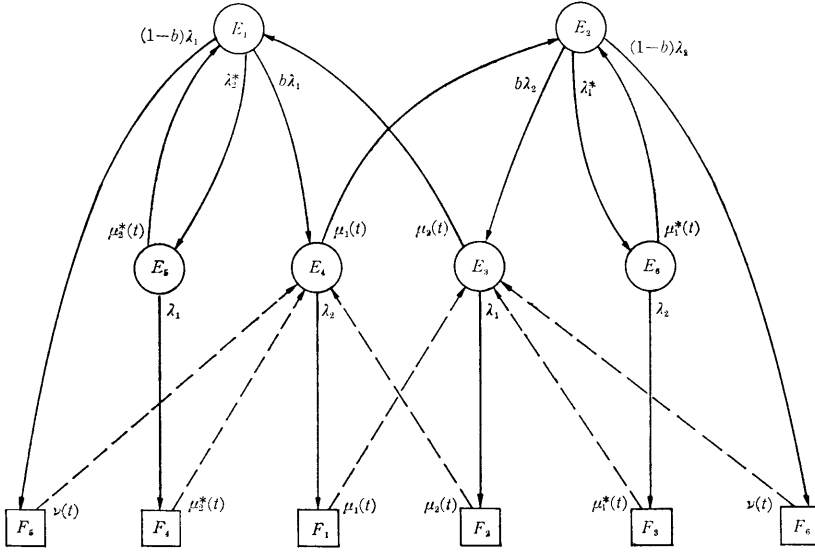 (1−b)λ₁ E₁ E₂ (1−b)λ₂
λ₂* bλ₁ bλ₂ λ₁*
μ₂*(t) μ₁(t) μ₂(t) μ₁*(t)
E₅ E₄ E₃ E₆
λ₁ λ₂ λ₁ λ₂
ν(t) μ₂*(t) μ₁(t) μ₂(t) μ₁*(t) ν(t)
F₅ F₄ F₁ F₂ F₃ F₆